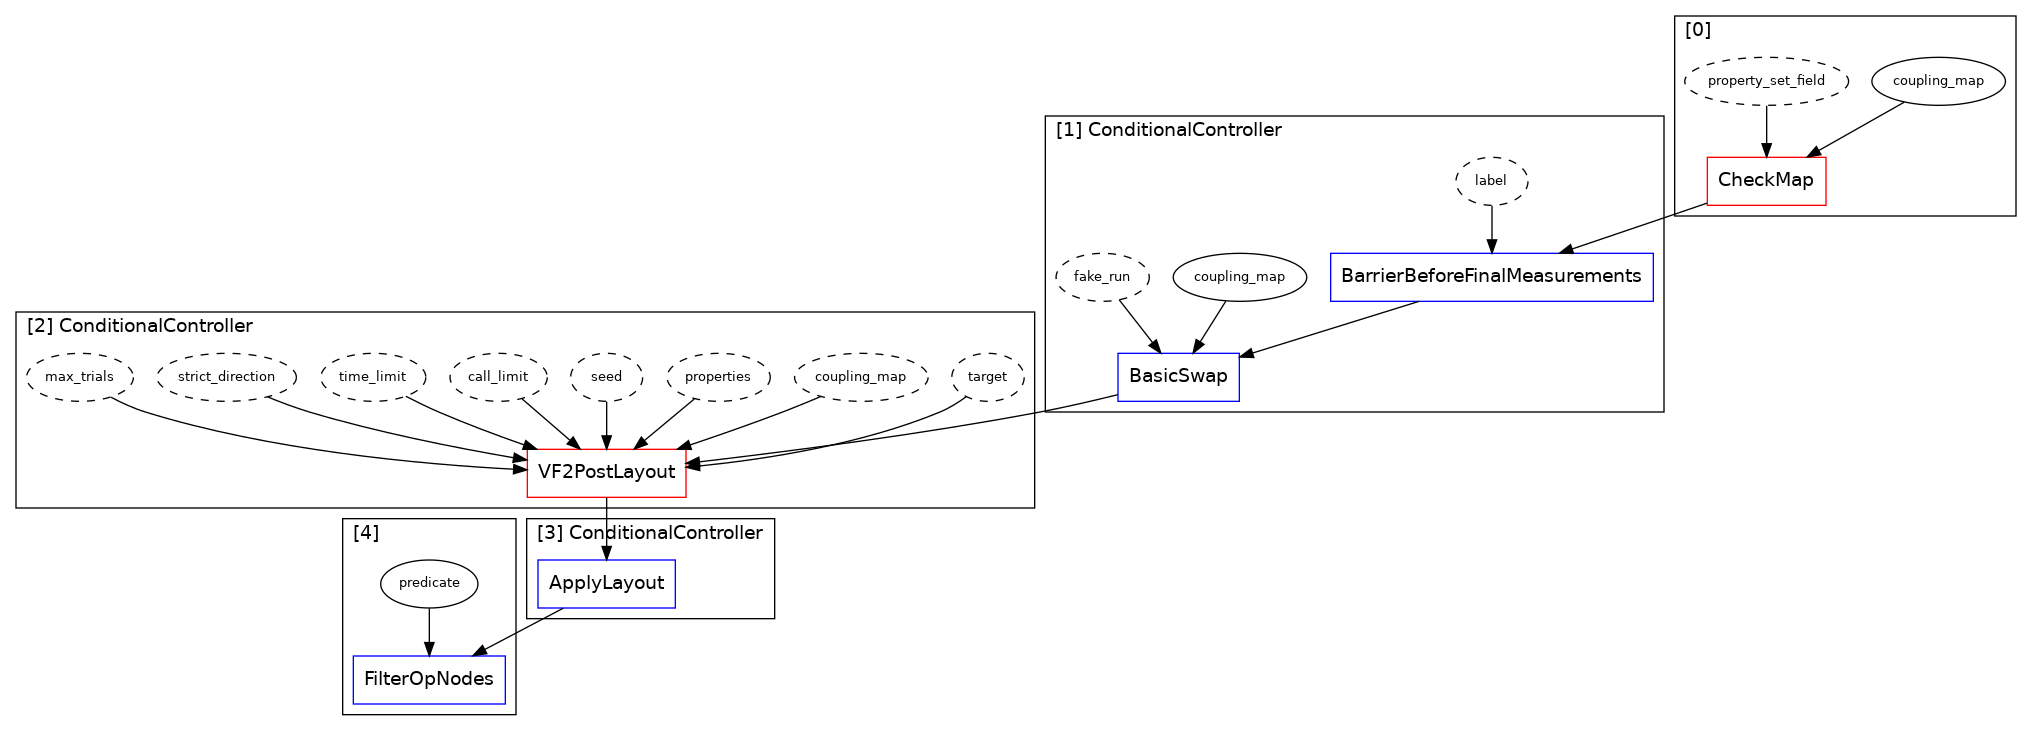 [0]
property_set_field
coupling_map
CheckMap
[1] ConditionalController
label
fake_run
coupling_map
BarrierBeforeFinalMeasurements
BasicSwap
[2] ConditionalController
max_trials
strict_direction
time_limit
call_limit
seed
properties
coupling_map
target
VF2PostLayout
[3] ConditionalController
ApplyLayout
[4]
predicate
FilterOpNodes